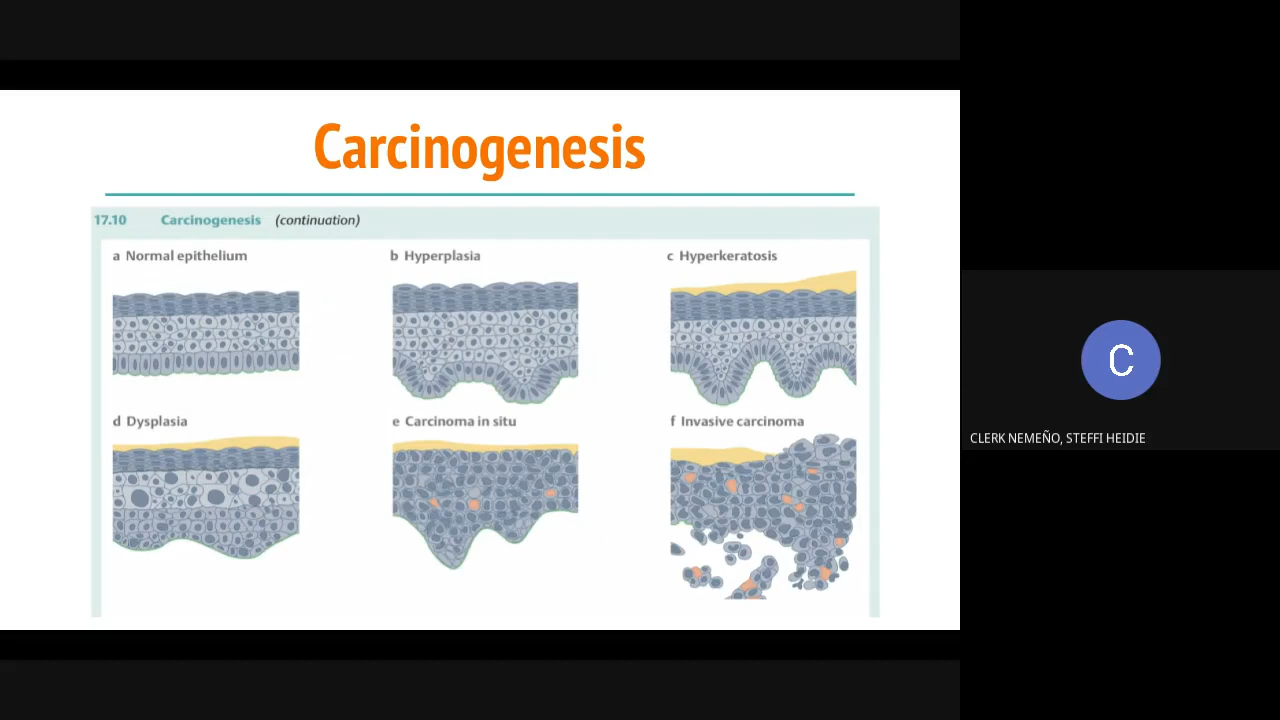 Carcinogenesis
17.10 Carcinogenesis (continuation)
a Normal epithelium
b Hyperplasia
c Hyperkeratosis
d Dysplasia
e Carcinoma in situ
f Invasive carcinoma
C
CLERK NEMEÑO, STEFFI HEIDIE